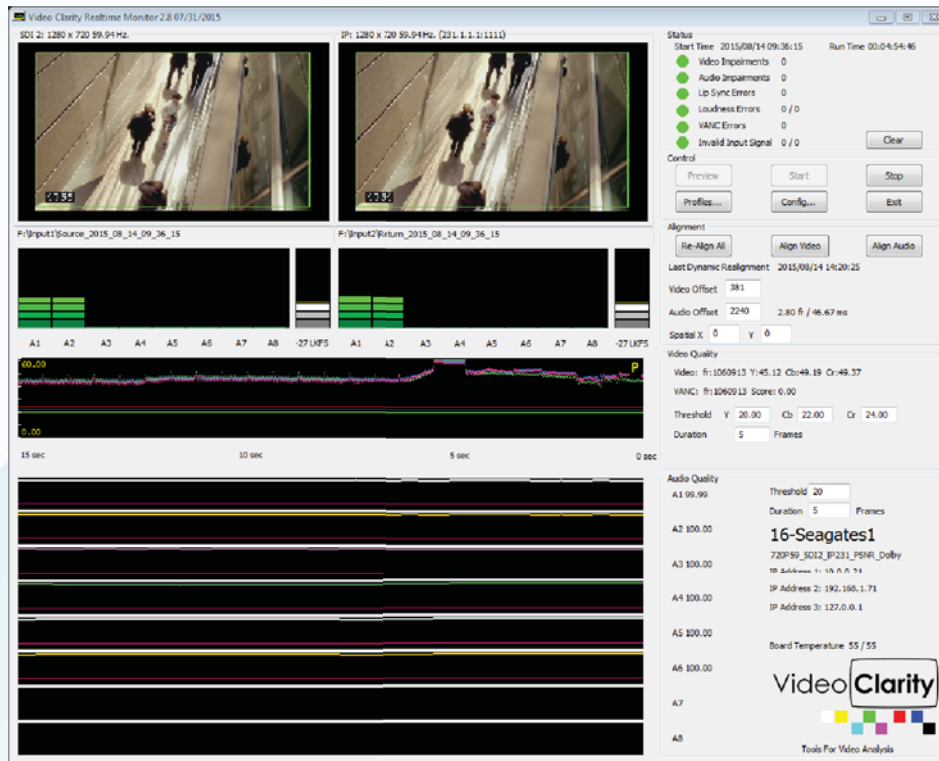 Video Clarity Realtime Monitor 2.8 07/31/2015
SDI 2: 1280 x 720 59.94 Hz.
IP: 1280 x 720 59.94 Hz. (231.1.1.1:1111)
F:\Input1\Source_2015_08_14_09_36_15
F:\Input2\Rxturn_2015_08_14_09_36_15
A1 A2 A3 A4 A5 A6 A7 A8 -27 LKFS
A1 A2 A3 A4 A5 A6 A7 A8 -27 LKFS
60.00
P
0.00
15 sec 10 sec 5 sec 0 sec
Status
Start Time 2015/08/14 09:36:15 Run Time 00:04:54:46
Video Impairments 0
Audio Impairments 0
Lip Sync Errors 0
Loudness Errors 0 / 0
VANC Errors 0
Invalid Input Signal 0 / 0
Clear
Control
Preview Start Stop
Profiles... Config... Exit
Alignment
Re-Align All Align Video Align Audio
Last Dynamic Realignment 2015/08/14 14:20:25
Video Offset 381
Audio Offset 2240 2.80 fr / 46.67 ms
Spatial X 0 Y 0
Video Quality
Video: fr:1060913 Y:45.12 Cb:49.19 Cr:49.37
VANC: fr:1060913 Score: 0.00
Threshold Y 20.00 Cb 22.00 Cr 24.00
Duration 5 Frames
Audio Quality
A1 99.99
A2 100.00
A3 100.00
A4 100.00
A5 100.00
A6 100.00
A7
A8
Threshold 20
Duration 5 Frames
16-Seagates1
720P59_SDI2_IP231_PSNR_Dolby
IP Address 1: 10.0.0.21
IP Address 2: 192.168.1.71
IP Address 3: 127.0.0.1
Board Temperature 55 / 55
Video Clarity
Tools For Video Analysis